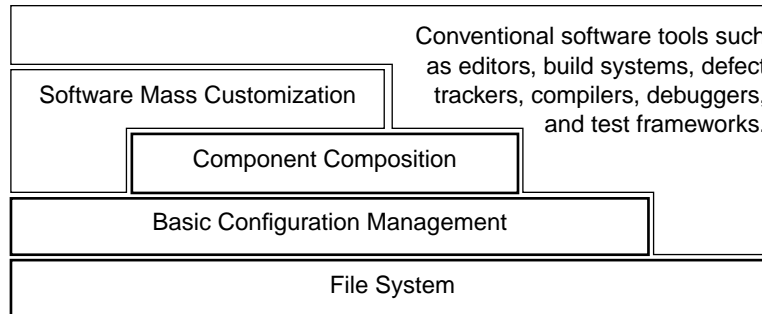 Conventional software tools such
as editors, build systems, defect
trackers, compilers, debuggers,
and test frameworks.
Software Mass Customization
Component Composition
Basic Configuration Management
File System